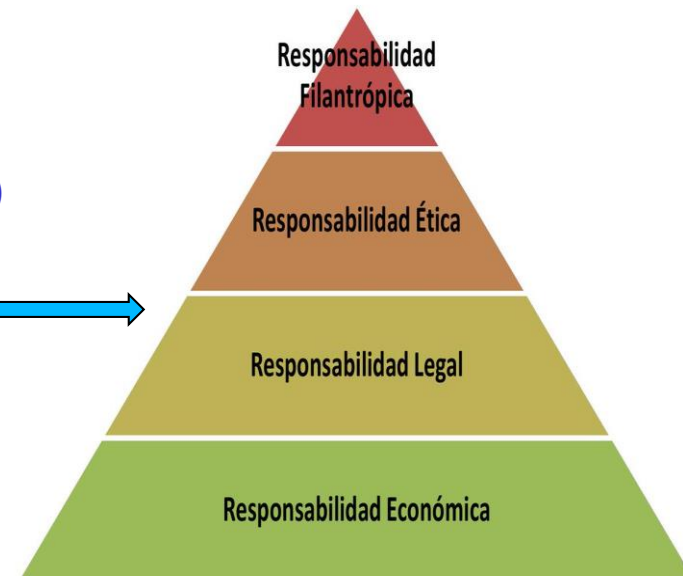 Responsabilidad
Filantrópica
)
Responsabilidad Ética
Responsabilidad Legal
Responsabilidad Económica